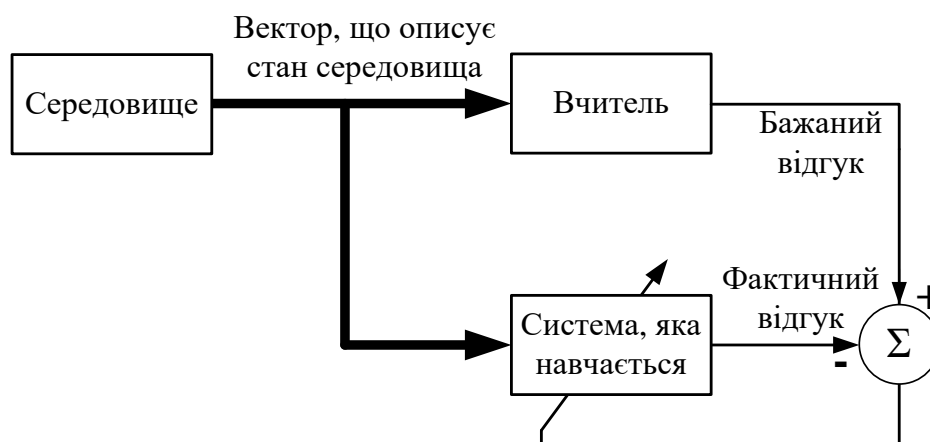 Вектор, що описує
стан середовища
Середовище
Вчитель
Бажаний
відгук
Система, яка
навчається
Фактичний
відгук
+
Σ
-